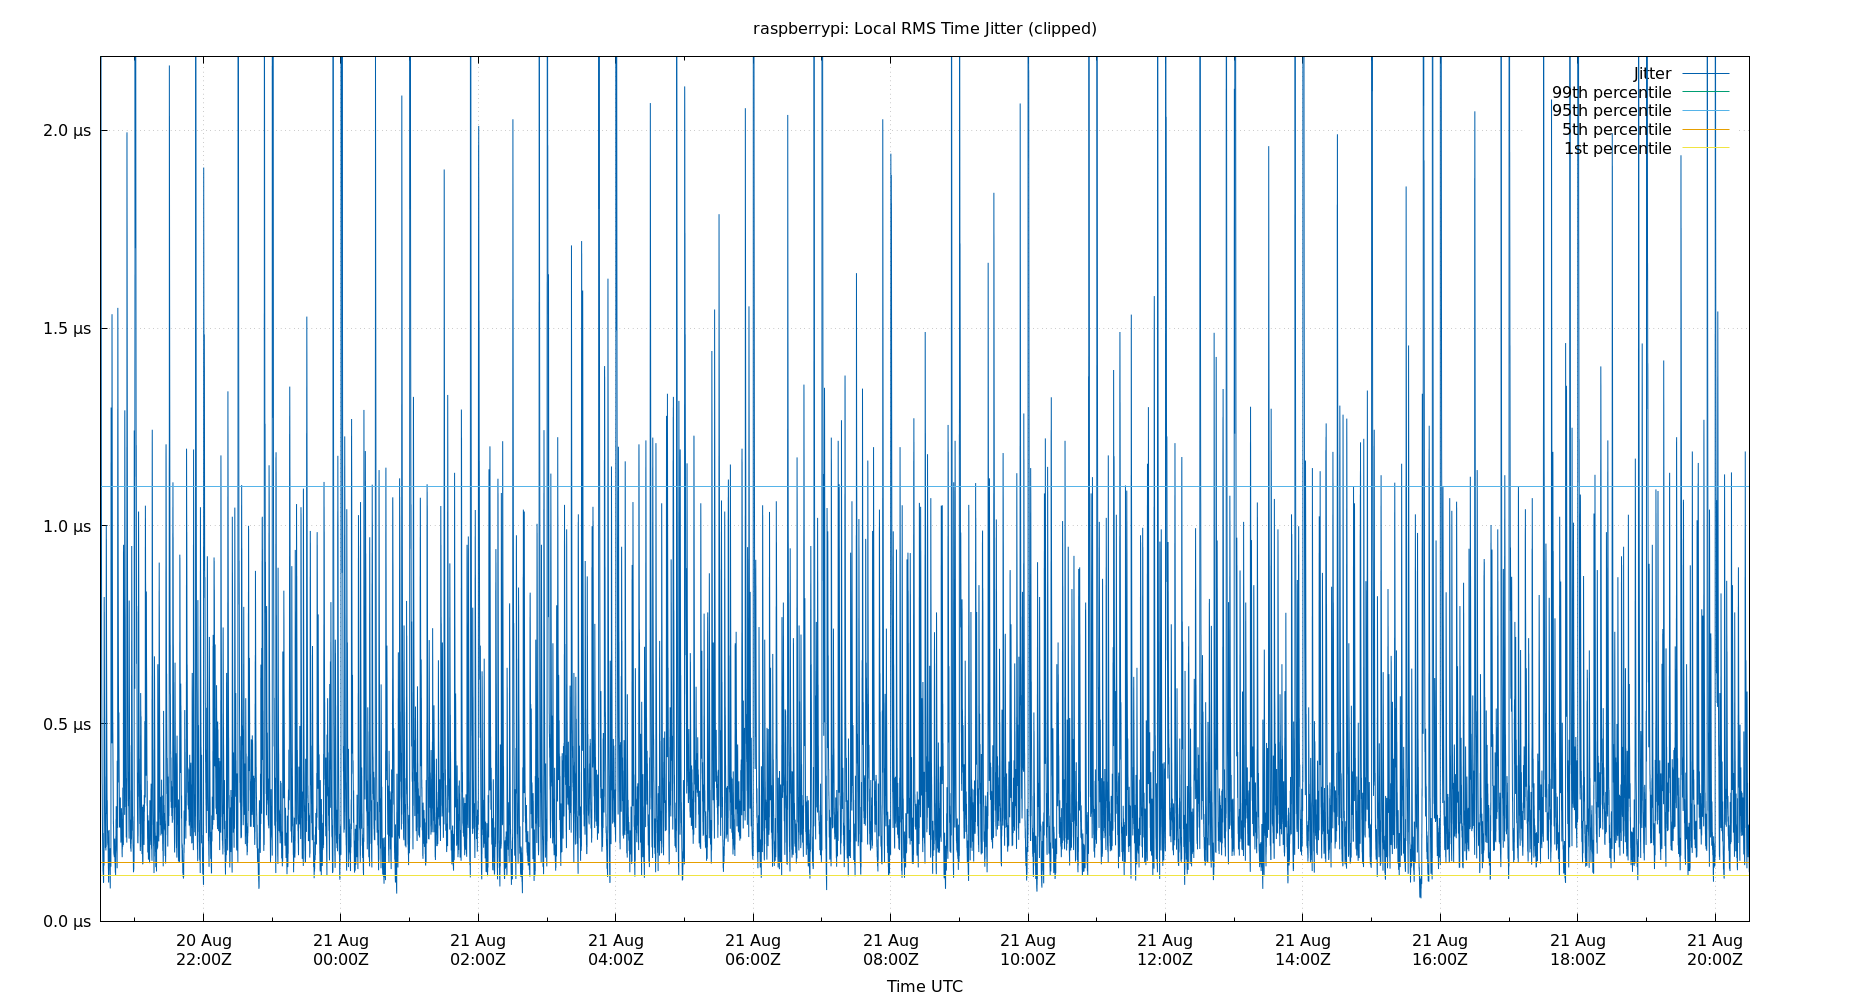 raspberrypi: Local RMS Time Jitter (clipped)
Jitter
99th percentile
95th percentile
5th percentile
1st percentile
2.0 µs
1.5 µs
1.0 µs
0.5 µs
0.0 µs
20 Aug 21 Aug 21 Aug 21 Aug 21 Aug 21 Aug 21 Aug 21 Aug 21 Aug 21 Aug 21 Aug 21 Aug
22:00Z 00:00Z 02:00Z 04:00Z 06:00Z 08:00Z 10:00Z 12:00Z 14:00Z 16:00Z 18:00Z 20:00Z
Time UTC